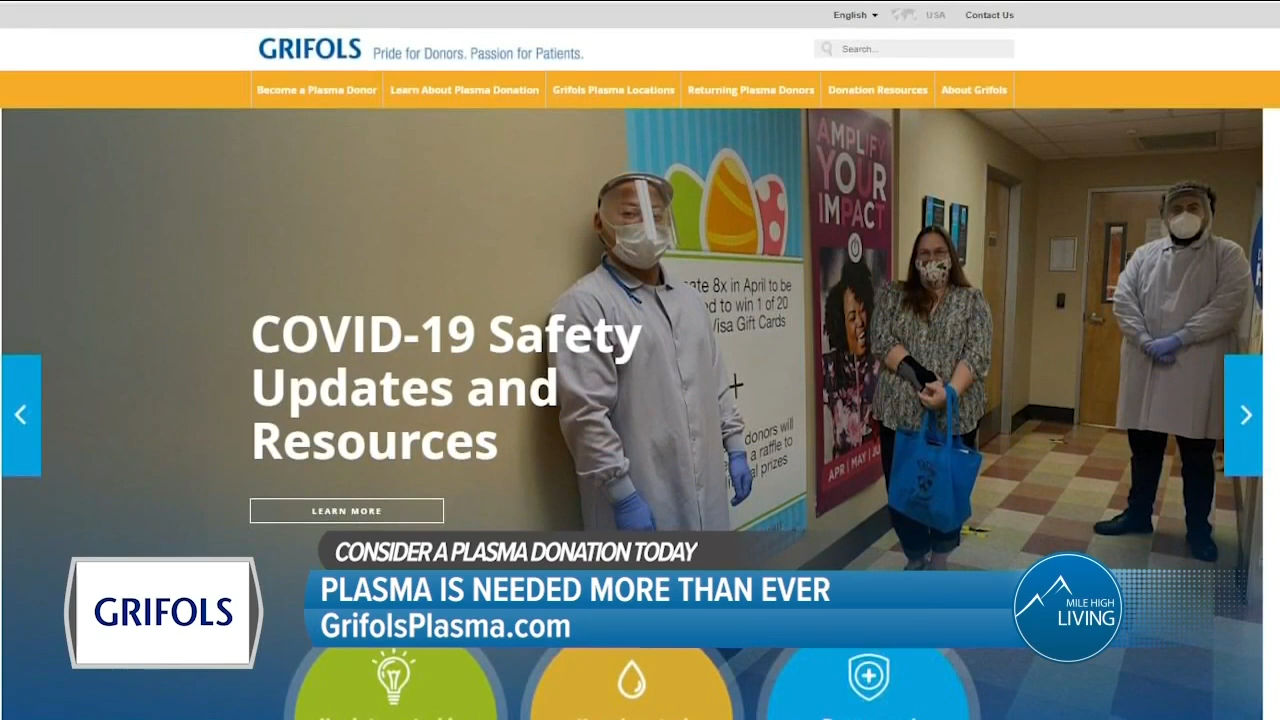 English
USA
Contact Us
GRIFOLS Pride for Donors. Passion for Patients.
Search...
Become a Plasma Donor
Learn About Plasma Donation
Grifols Plasma Locations
Returning Plasma Donors
Donation Resources
About Grifols
AMPLIFY
YOUR
IMPACT
8x in April to be
to win 1 of 20
Visa Gift Cards
+
donors will
a raffle to
prizes
APR | MAY |
COVID-19 Safety
Updates and
Resources
LEARN MORE
CONSIDER A PLASMA DONATION TODAY
PLASMA IS NEEDED MORE THAN EVER
GrifolsPlasma.com
GRIFOLS
MILE HIGH
LIVING